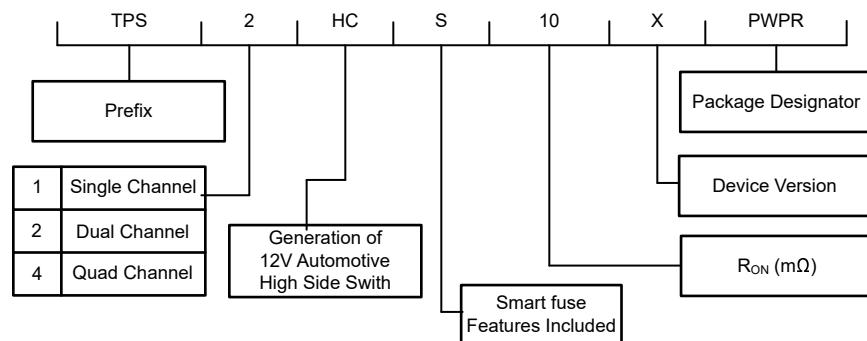 TPS 2 HC S 10 X PWPR
Prefix
Package Designator
1 Single Channel
2 Dual Channel
4 Quad Channel
Device Version
Generation of
12V Automotive
High Side Swith
RON (mΩ)
Smart fuse
Features Included